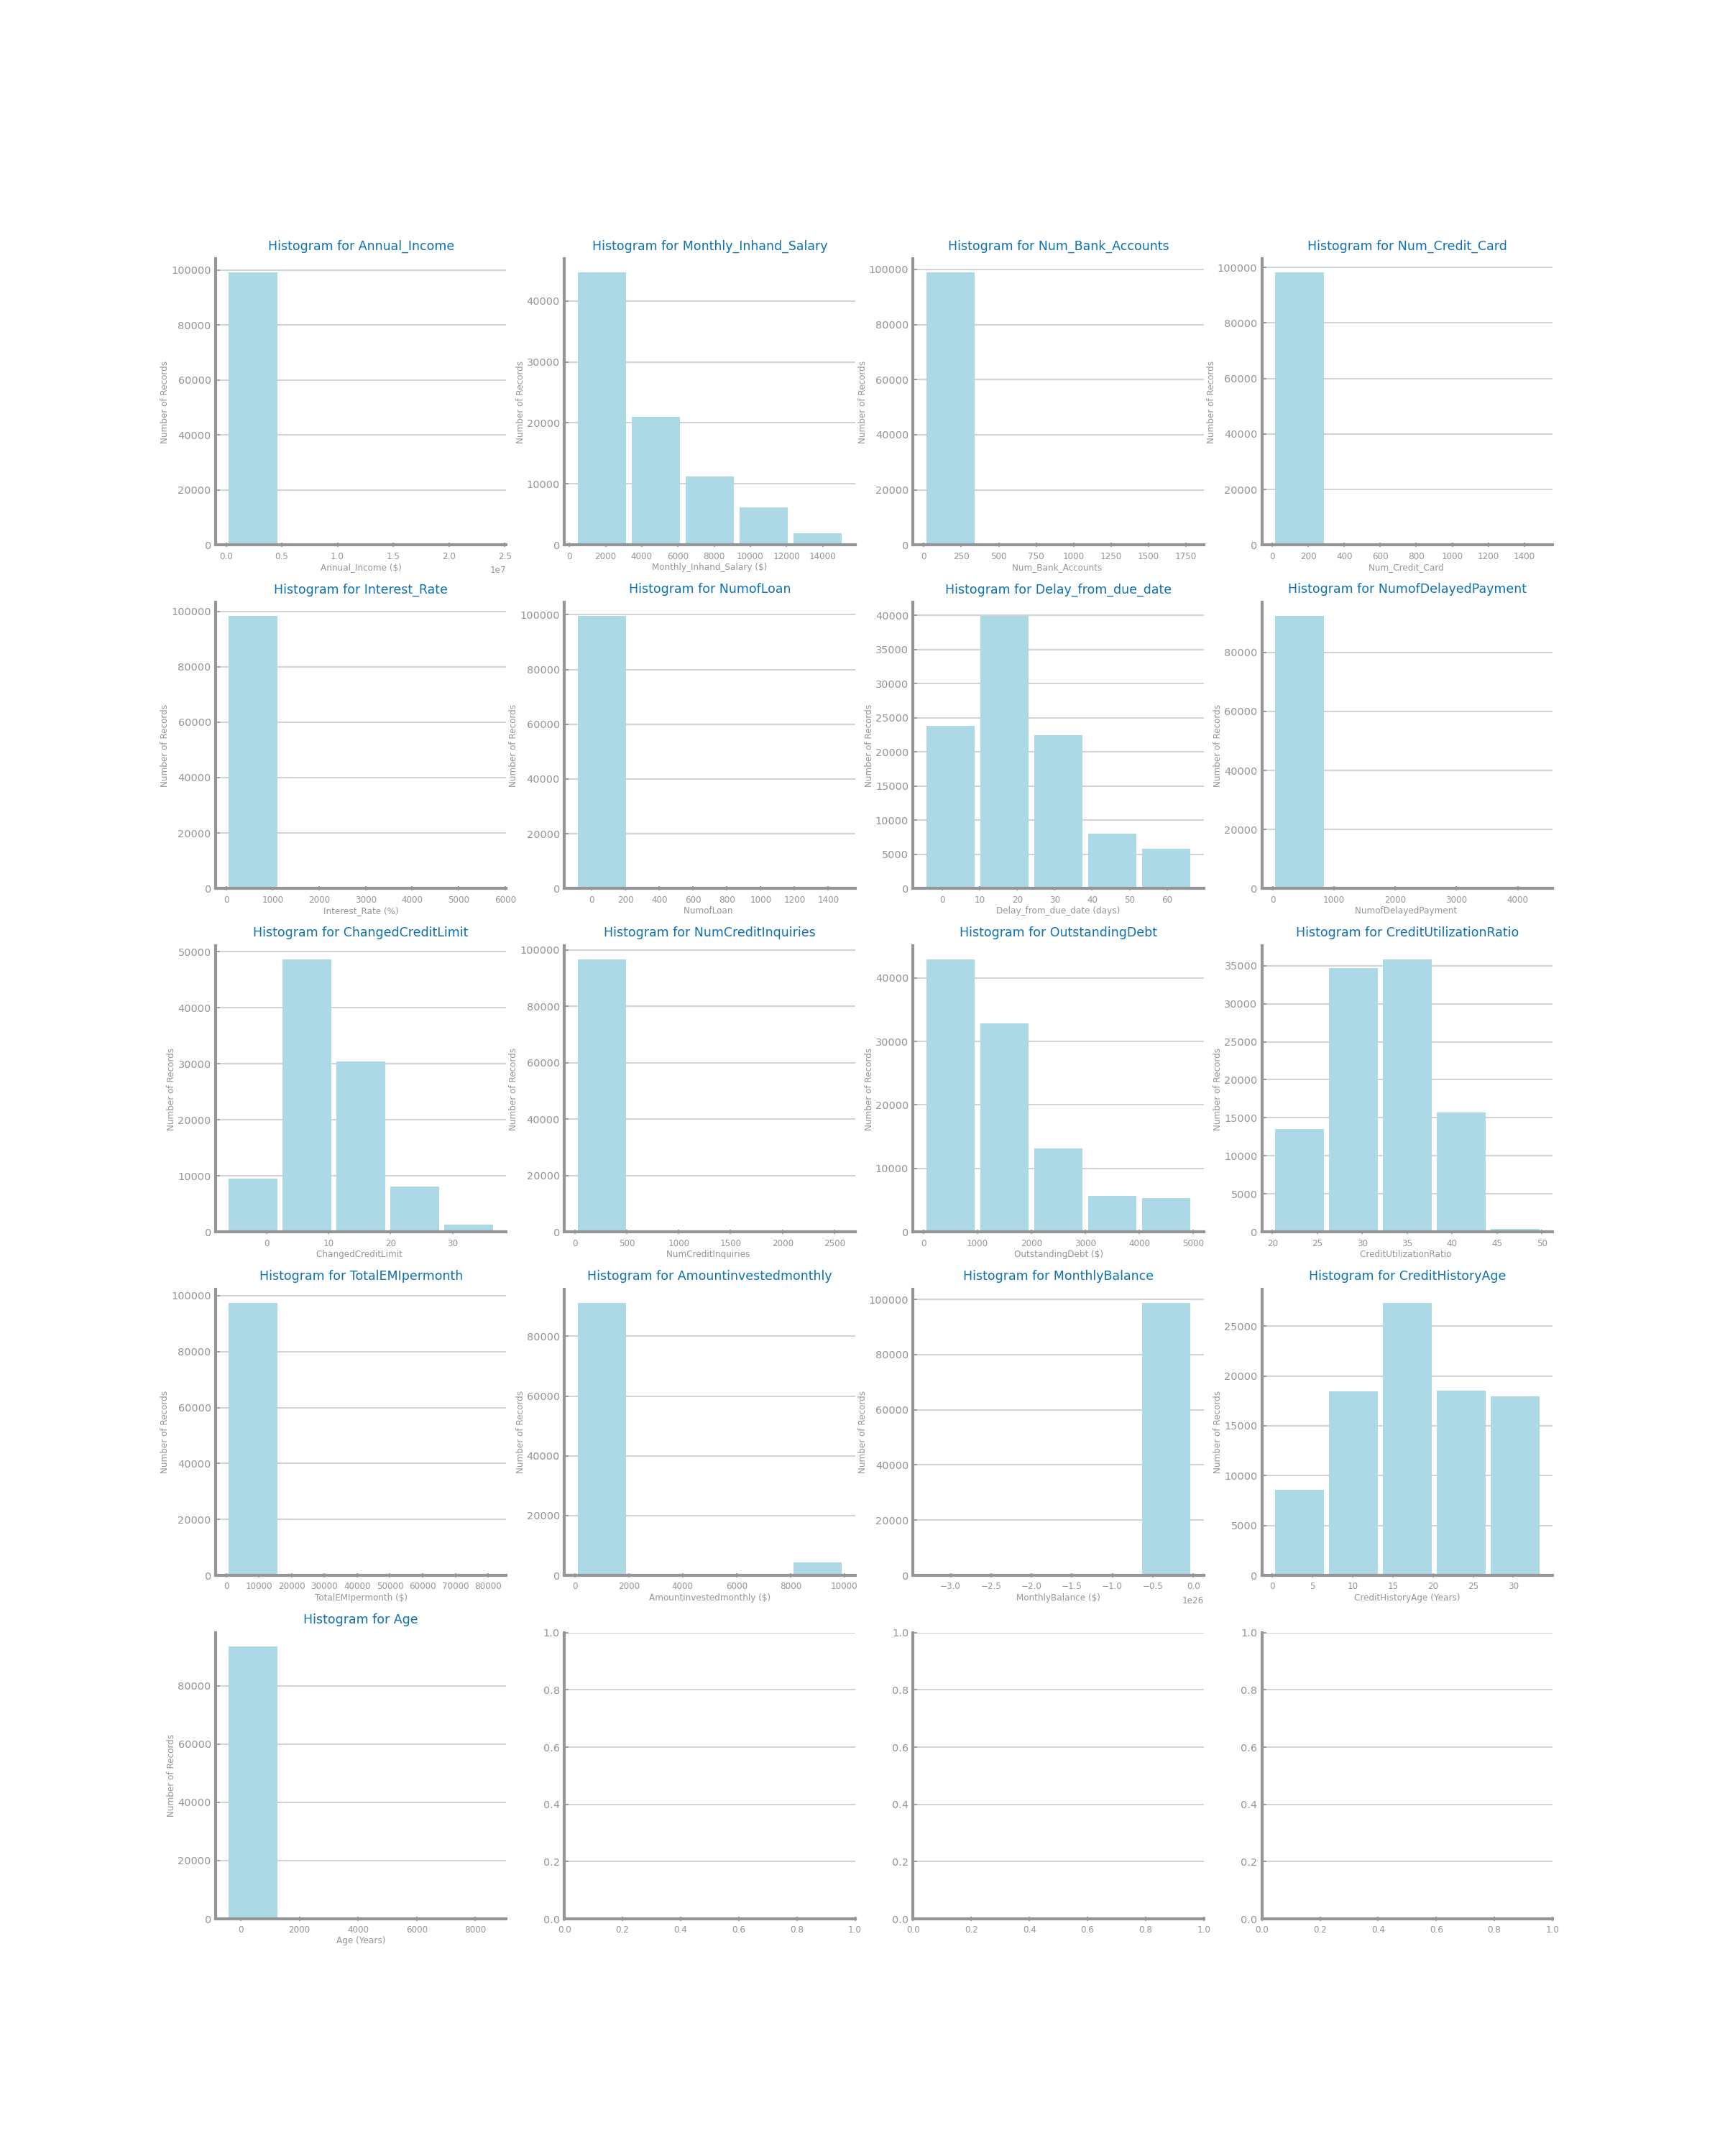 Histogram for Annual_Income
100000
80000
60000
40000
20000
0
Number of Records
0.0 0.5 1.0 1.5 2.0 2.5
Annual_Income ($)
1e7
Histogram for Monthly_Inhand_Salary
40000
30000
20000
10000
0
Number of Records
0 2000 4000 6000 8000 10000 12000 14000
Monthly_Inhand_Salary ($)
Histogram for Num_Bank_Accounts
100000
80000
60000
40000
20000
0
Number of Records
0 250 500 750 1000 1250 1500 1750
Num_Bank_Accounts
Histogram for Num_Credit_Card
100000
80000
60000
40000
20000
0
Number of Records
0 200 400 600 800 1000 1200 1400
Num_Credit_Card
Histogram for Interest_Rate
100000
80000
60000
40000
20000
0
Number of Records
0 1000 2000 3000 4000 5000 6000
Interest_Rate (%)
Histogram for NumofLoan
100000
80000
60000
40000
20000
0
Number of Records
0 200 400 600 800 1000 1200 1400
NumofLoan
Histogram for Delay_from_due_date
40000
35000
30000
25000
20000
15000
10000
5000
0
Number of Records
0 10 20 30 40 50 60
Delay_from_due_date (days)
Histogram for NumofDelayedPayment
80000
60000
40000
20000
0
Number of Records
0 1000 2000 3000 4000
NumofDelayedPayment
Histogram for ChangedCreditLimit
50000
40000
30000
20000
10000
0
Number of Records
0 10 20 30
ChangedCreditLimit
Histogram for NumCreditInquiries
100000
80000
60000
40000
20000
0
Number of Records
0 500 1000 1500 2000 2500
NumCreditInquiries
Histogram for OutstandingDebt
40000
30000
20000
10000
0
Number of Records
0 1000 2000 3000 4000 5000
OutstandingDebt ($)
Histogram for CreditUtilizationRatio
35000
30000
25000
20000
15000
10000
5000
0
Number of Records
20 25 30 35 40 45 50
CreditUtilizationRatio
Histogram for TotalEMIpermonth
100000
80000
60000
40000
20000
0
Number of Records
0 10000 20000 30000 40000 50000 60000 70000 80000
TotalEMIpermonth ($)
Histogram for Amountinvestedmonthly
80000
60000
40000
20000
0
Number of Records
0 2000 4000 6000 8000 10000
Amountinvestedmonthly ($)
Histogram for MonthlyBalance
100000
80000
60000
40000
20000
0
Number of Records
−3.0 −2.5 −2.0 −1.5 −1.0 −0.5 0.0
MonthlyBalance ($)
1e26
Histogram for CreditHistoryAge
25000
20000
15000
10000
5000
0
Number of Records
0 5 10 15 20 25 30
CreditHistoryAge (Years)
Histogram for Age
80000
60000
40000
20000
0
Number of Records
0 2000 4000 6000 8000
Age (Years)
1.0
0.8
0.6
0.4
0.2
0.0
0.0 0.2 0.4 0.6 0.8 1.0
1.0
0.8
0.6
0.4
0.2
0.0
0.0 0.2 0.4 0.6 0.8 1.0
1.0
0.8
0.6
0.4
0.2
0.0
0.0 0.2 0.4 0.6 0.8 1.0